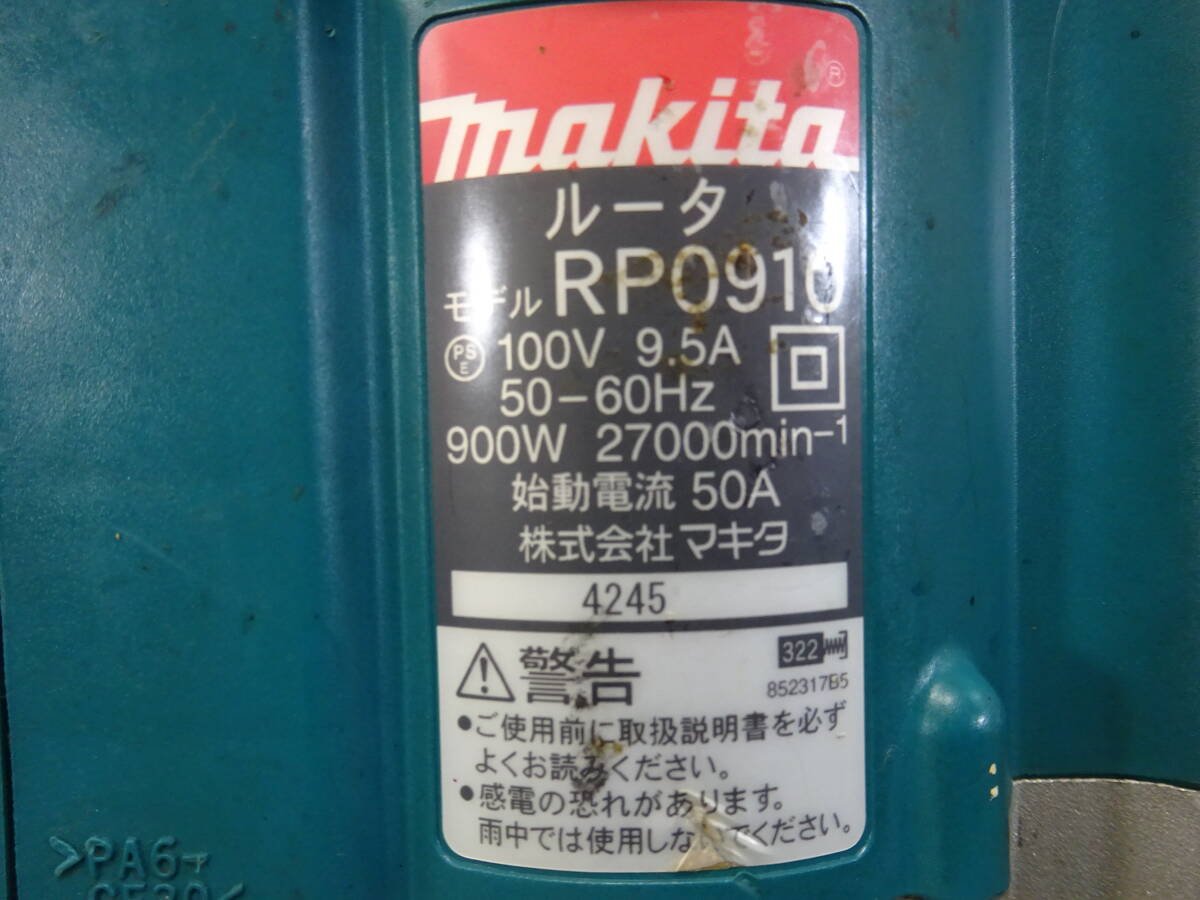 makita ®
ルータ
モデル RP0910
PSE 100V 9.5A
50-60Hz
900W 27000min-1
始動電流 50A
株式会社 マキタ
4245
警告
322
852317B5
•ご使用前に取扱説明書を必ず
よくお読みください。
•感電の恐れがあります。
雨中では使用しないでください。
>PA6+
GF30<